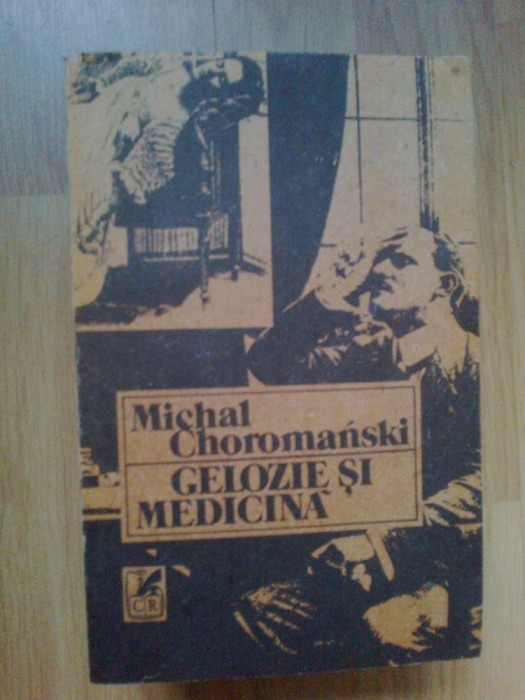 Michal
Choromański
GELOZIE ȘI
MEDICINĂ
CR